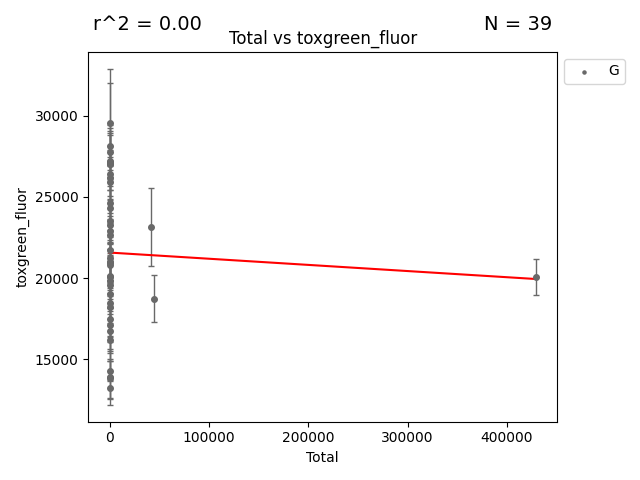 r^2 = 0.00
N = 39
Total vs toxgreen_fluor
G
30000
25000
20000
15000
toxgreen_fluor
0
100000
200000
300000
400000
Total